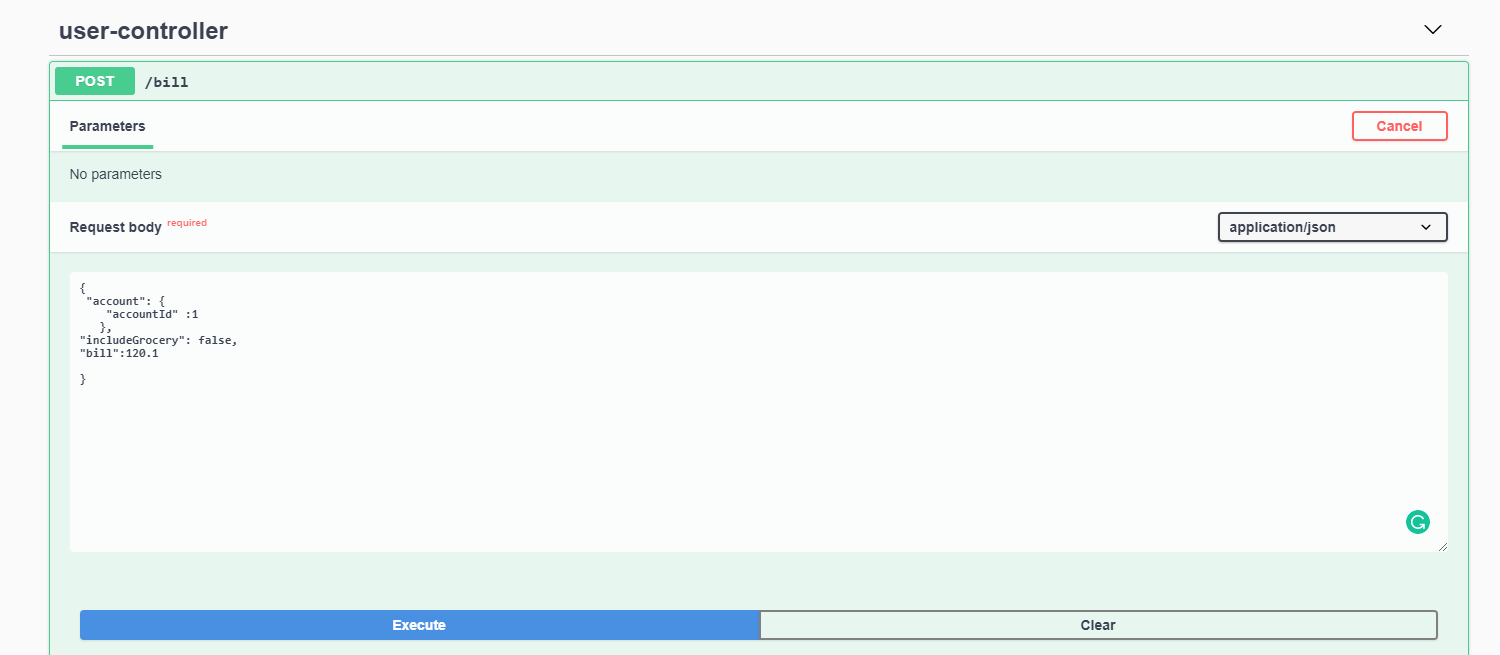 user-controller
POST /bill
Parameters Cancel
No parameters
Request body required application/json
{
 "account": {
    "accountId" :1
   },
"includeGrocery": false,
"bill":120.1

}
Execute Clear